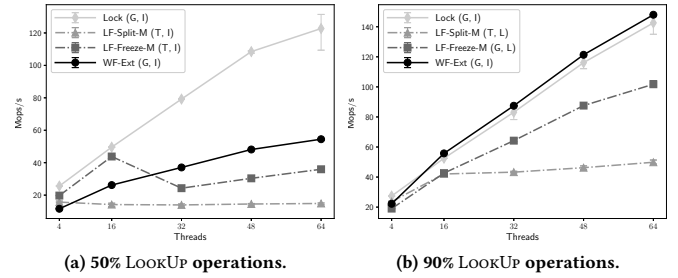 Lock (G, I)
LF-Split-M (T, I)
LF-Freeze-M (T, I)
WF-Ext (G, I)
120
100
80
60
40
20
Mops/s
4
16
32
48
64
Threads
(a) 50% LookUp operations.
Lock (G, I)
LF-Split-M (T, L)
LF-Freeze-M (G, L)
WF-Ext (G, I)
140
120
100
80
60
40
20
Mops/s
4
16
32
48
64
Threads
(b) 90% LookUp operations.